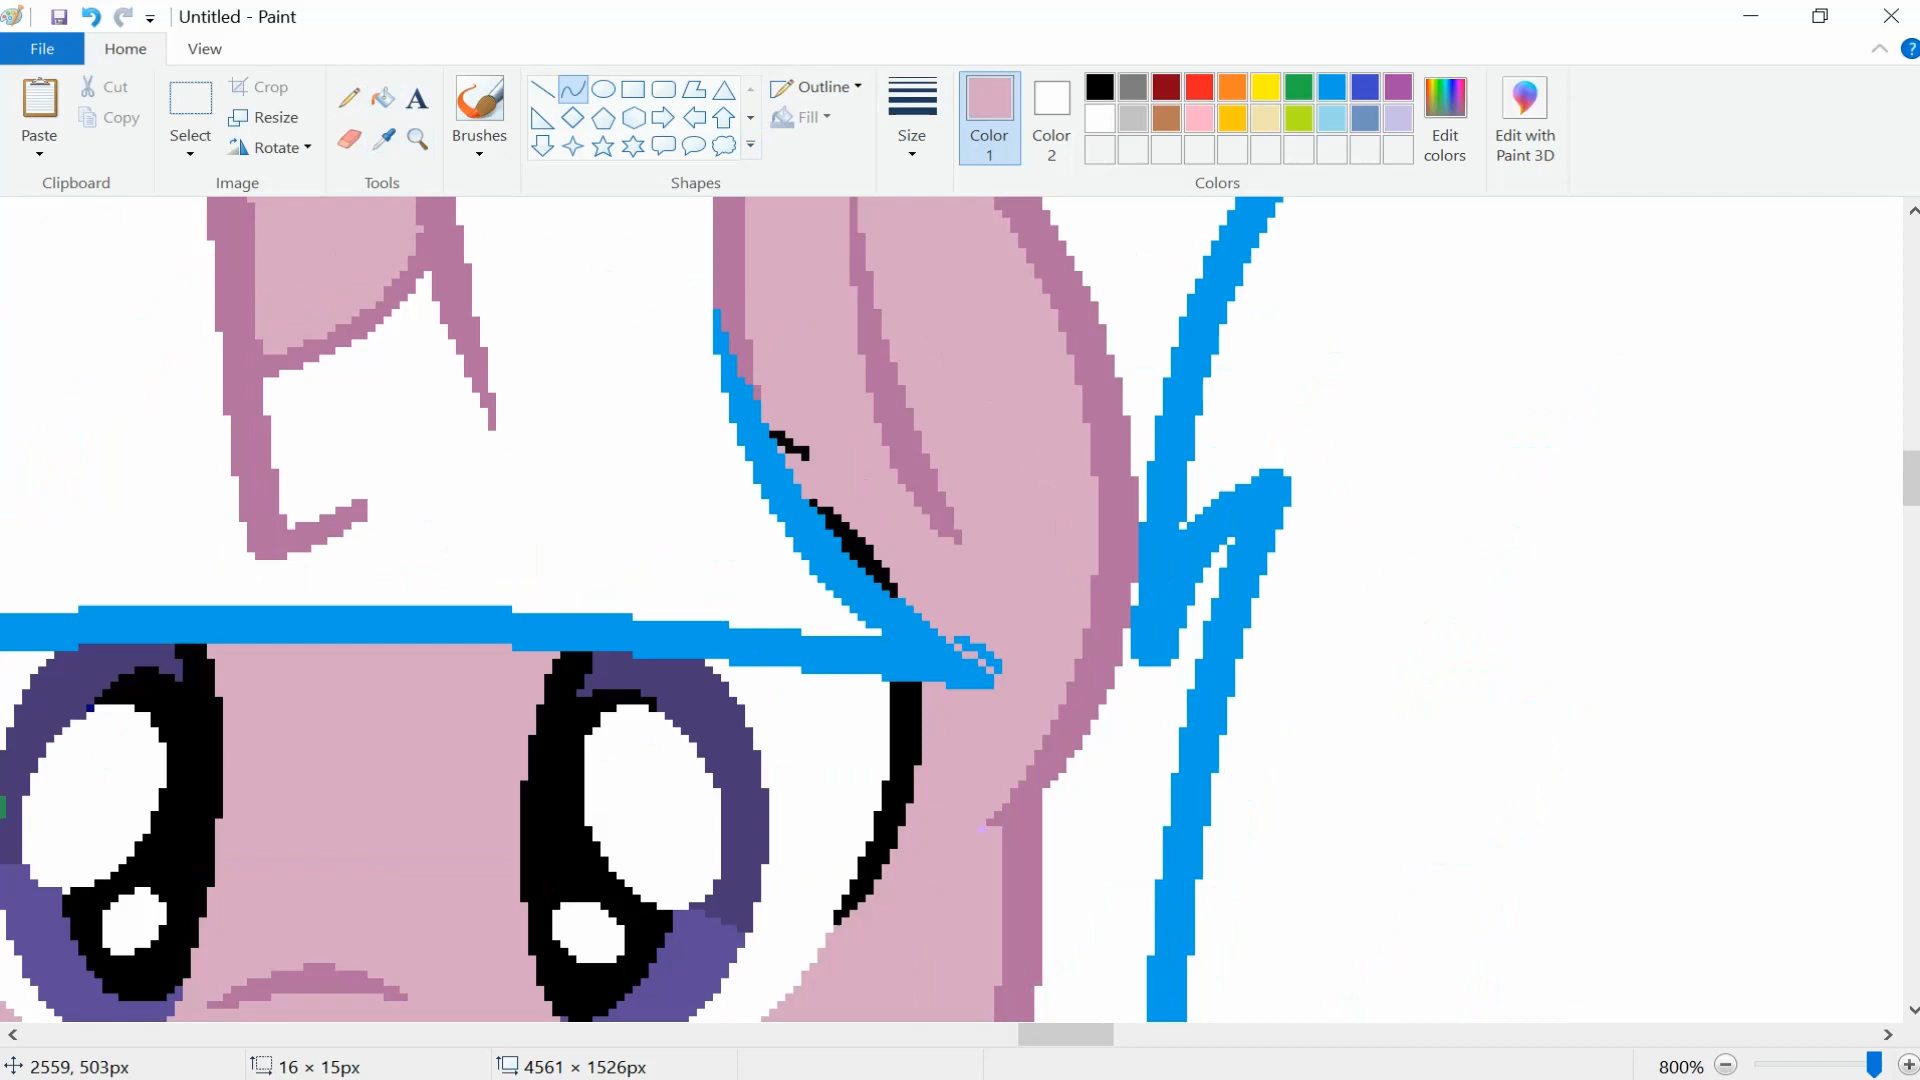 Untitled - Paint
File Home View
Paste
Cut
Copy
Clipboard
Select
Crop
Resize
Rotate
Image
A
Tools
Brushes
Shapes
Outline
Fill
Size
Color 1
Color 2
Colors
Edit colors
Edit with Paint 3D
?
2559, 503px
16 × 15px
4561 × 1526px
800%